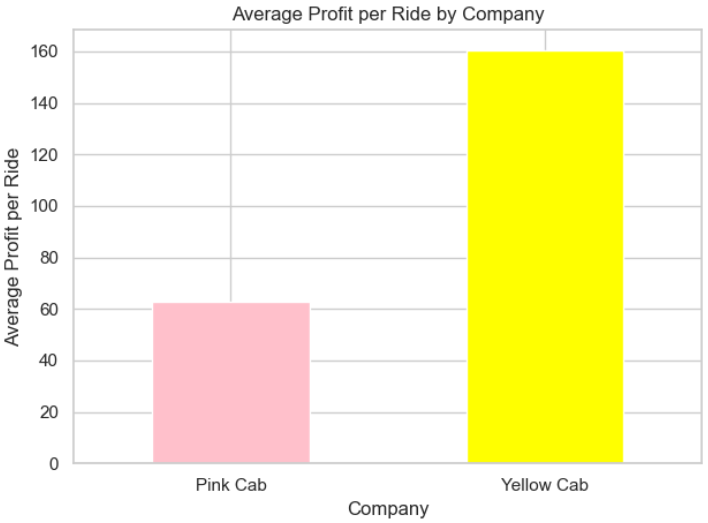 Average Profit per Ride by Company
Average Profit per Ride
160
140
120
100
80
60
40
20
0
Pink Cab
Yellow Cab
Company